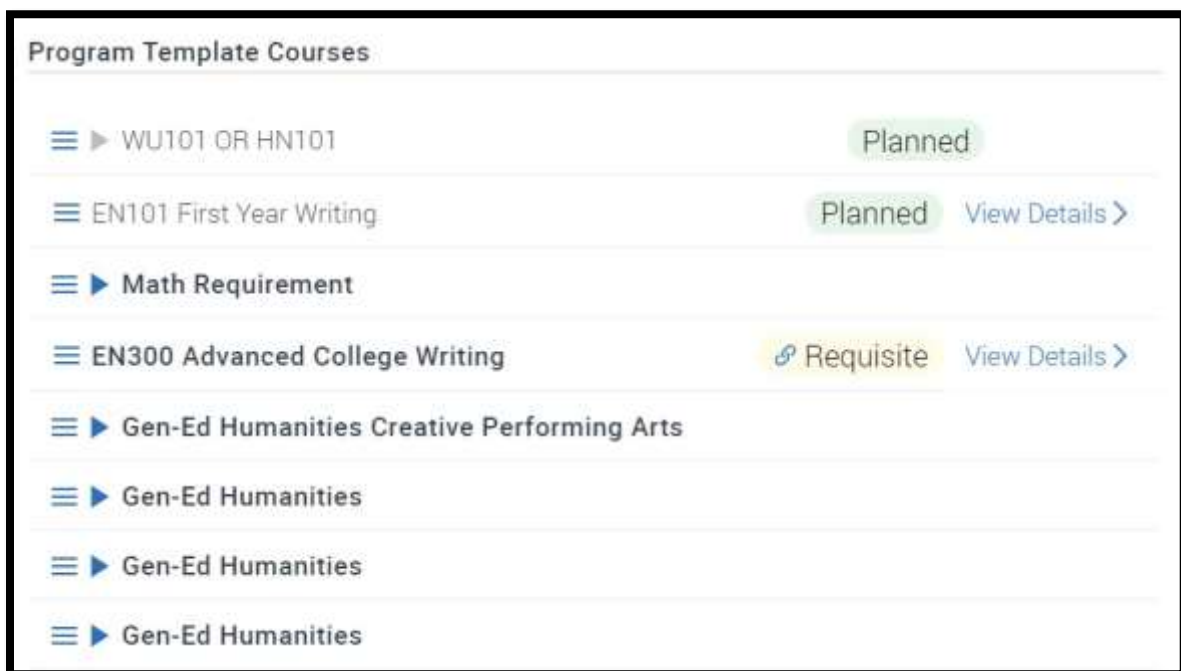 Program Template Courses
WU101 OR HN101 Planned
EN101 First Year Writing Planned View Details
Math Requirement
EN300 Advanced College Writing Requisite View Details
Gen-Ed Humanities Creative Performing Arts
Gen-Ed Humanities
Gen-Ed Humanities
Gen-Ed Humanities